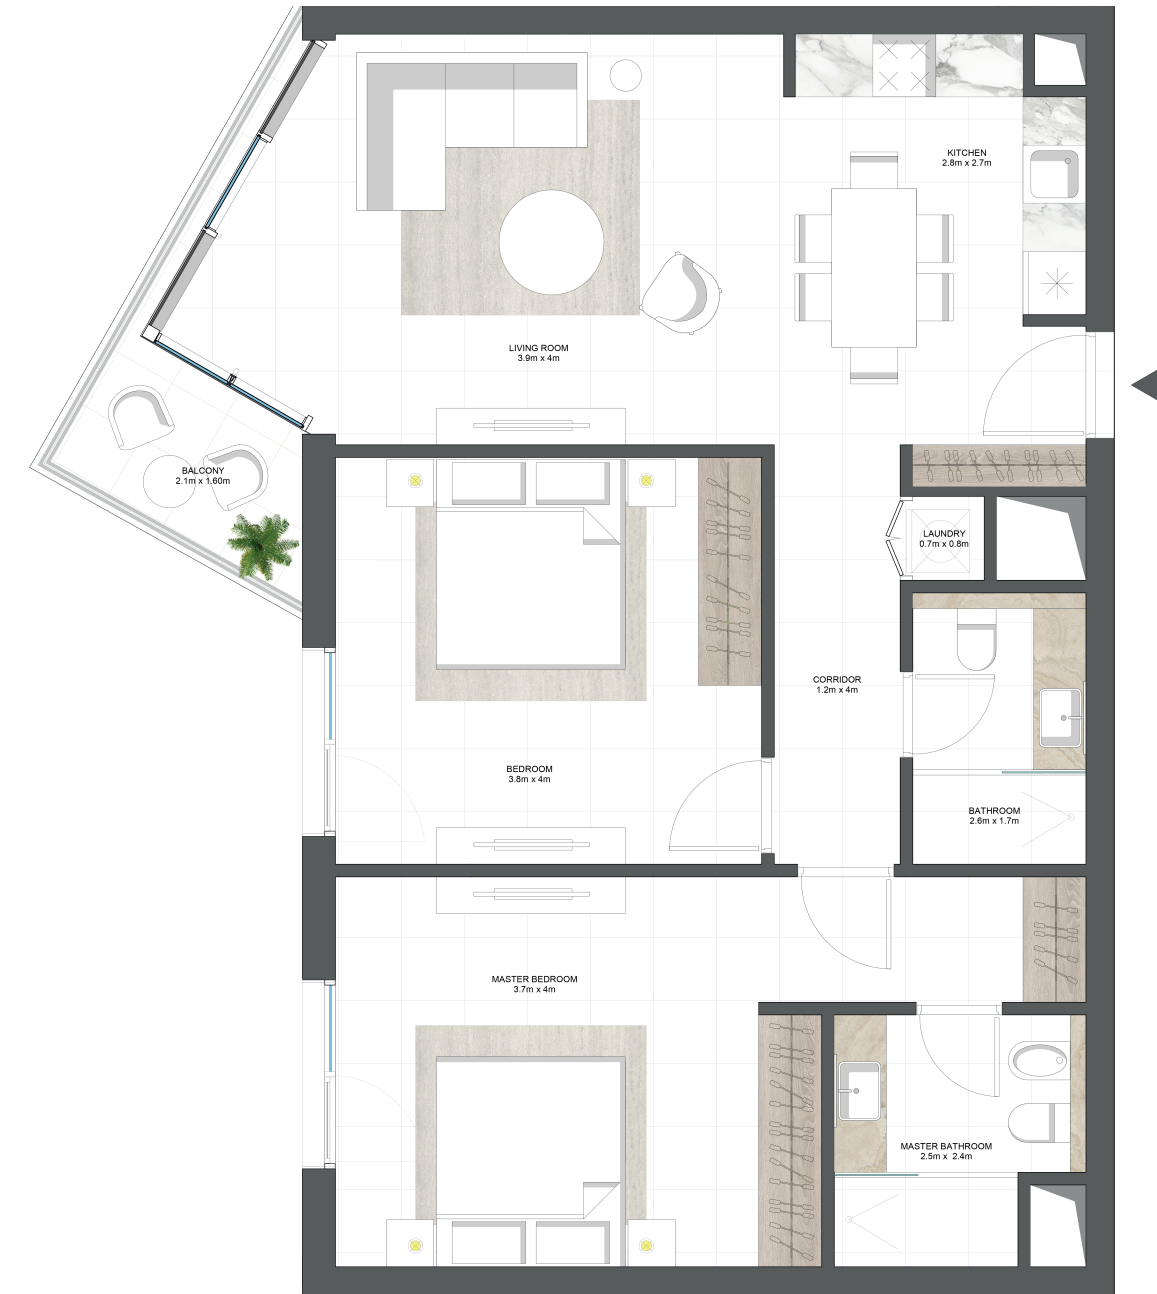 KITCHEN
2.8m x 2.7m
LIVING ROOM
3.9m x 4m
BALCONY
2.1m x 1.60m
LAUNDRY
0.7m x 0.8m
CORRIDOR
1.2m x 4m
BEDROOM
3.8m x 4m
BATHROOM
2.6m x 1.7m
MASTER BEDROOM
3.7m x 4m
MASTER BATHROOM
2.5m x 2.4m